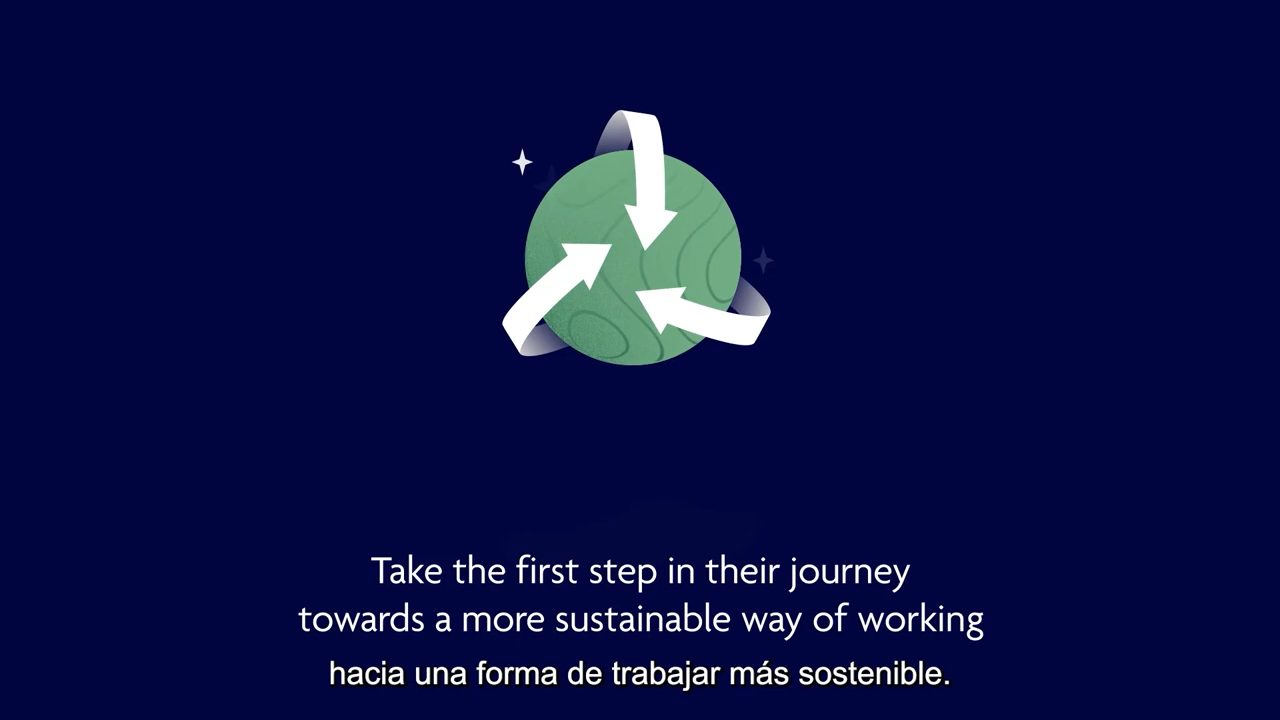 Take the first step in their journey
towards a more sustainable way of working
hacia una forma de trabajar más sostenible.